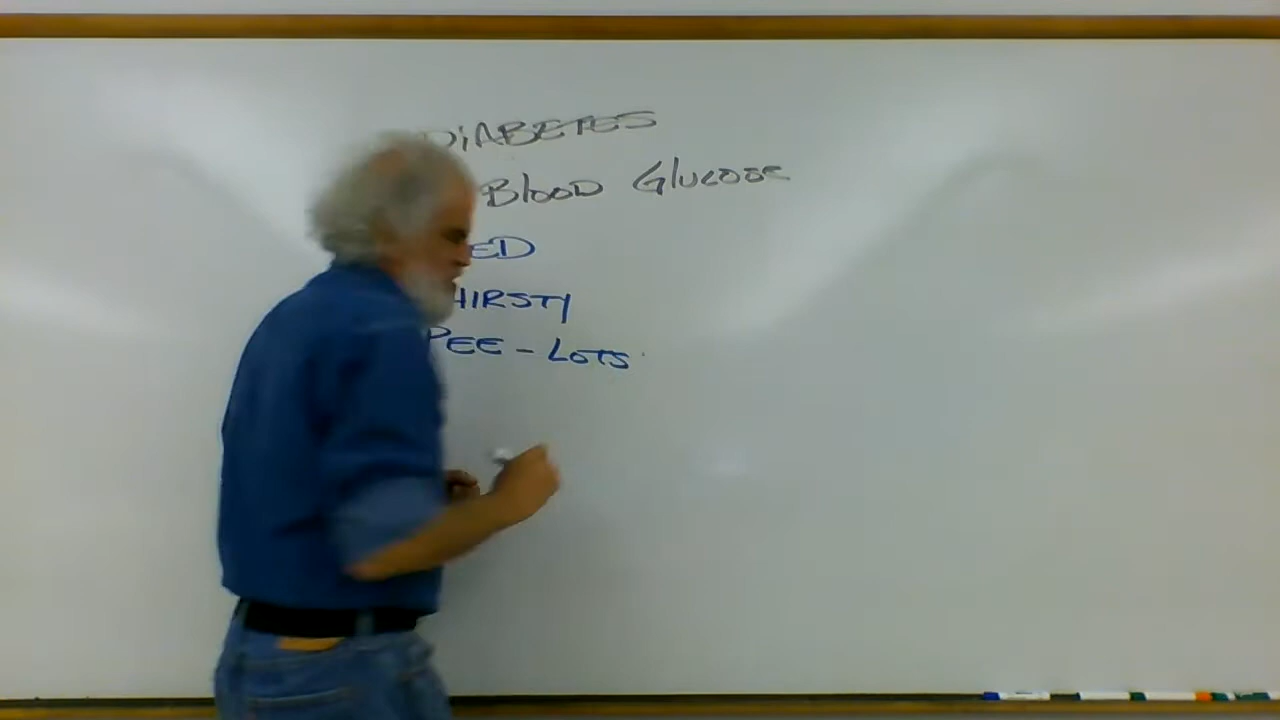 DIABETES
BLOOD GLUCOSE
ED
HIRSTY
PEE - LOTS